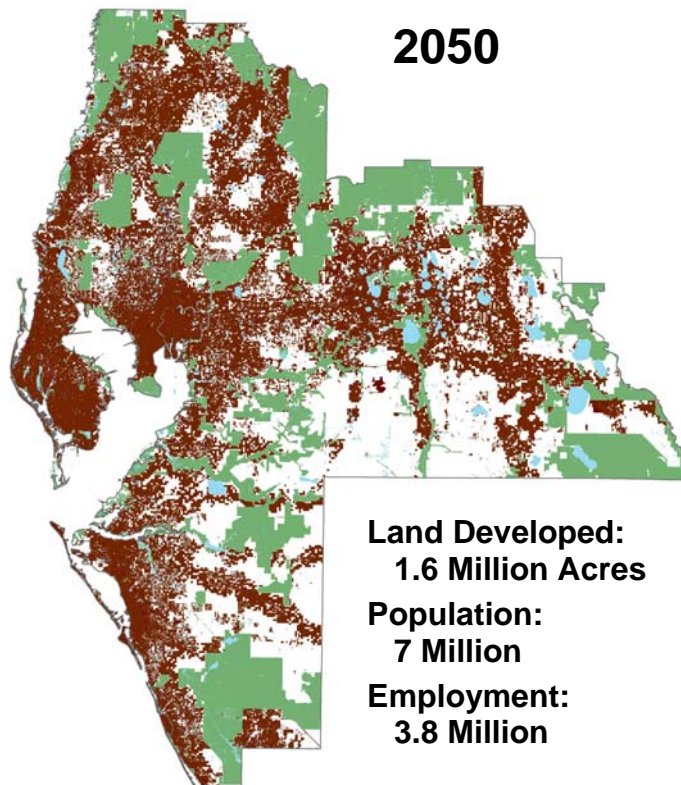 2050
Land Developed:
1.6 Million Acres
Population:
7 Million
Employment:
3.8 Million